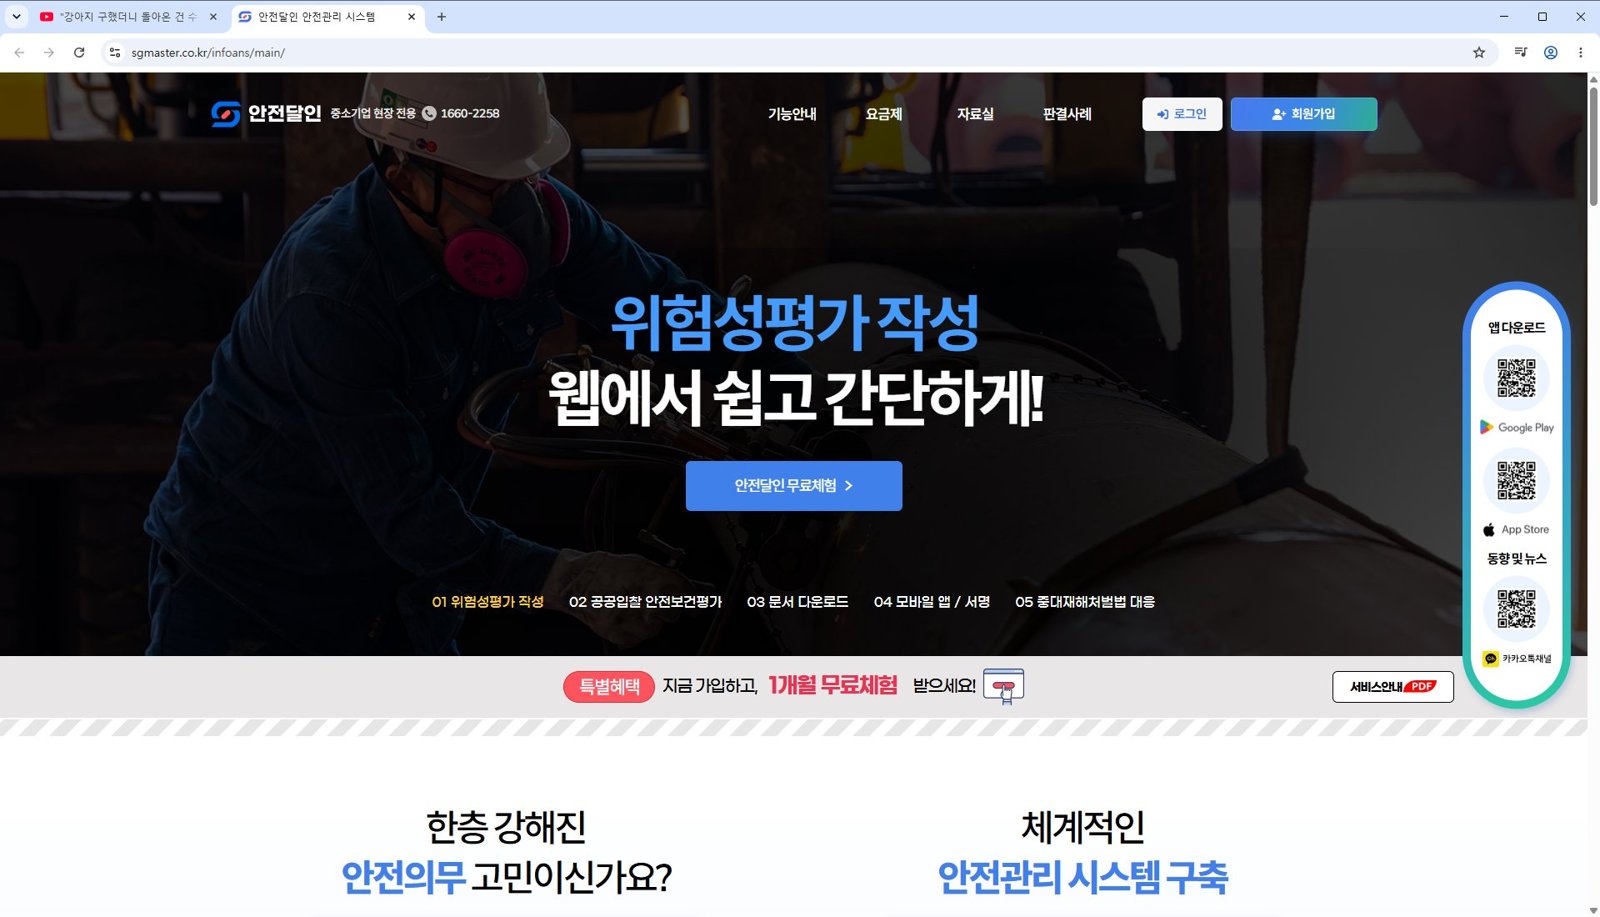 "강아지 구했더니 돌아온 건 수
안전달인 안전관리 시스템
sgmaster.co.kr/infoans/main/
안전달인 중소기업 현장 전용 1660-2258
기능안내 요금제 자료실 판결사례 로그인 회원가입
위험성평가 작성
웹에서 쉽고 간단하게!
안전달인 무료체험 >
01 위험성평가 작성 02 공공입찰 안전보건평가 03 문서 다운로드 04 모바일 앱 / 서명 05 중대재해처벌법 대응
앱 다운로드
Google Play
App Store
동향 및 뉴스
카카오톡채널
특별혜택 지금 가입하고, 1개월 무료체험 받으세요!
서비스안내 PDF
한층 강해진
안전의무 고민이신가요?
체계적인
안전관리 시스템 구축